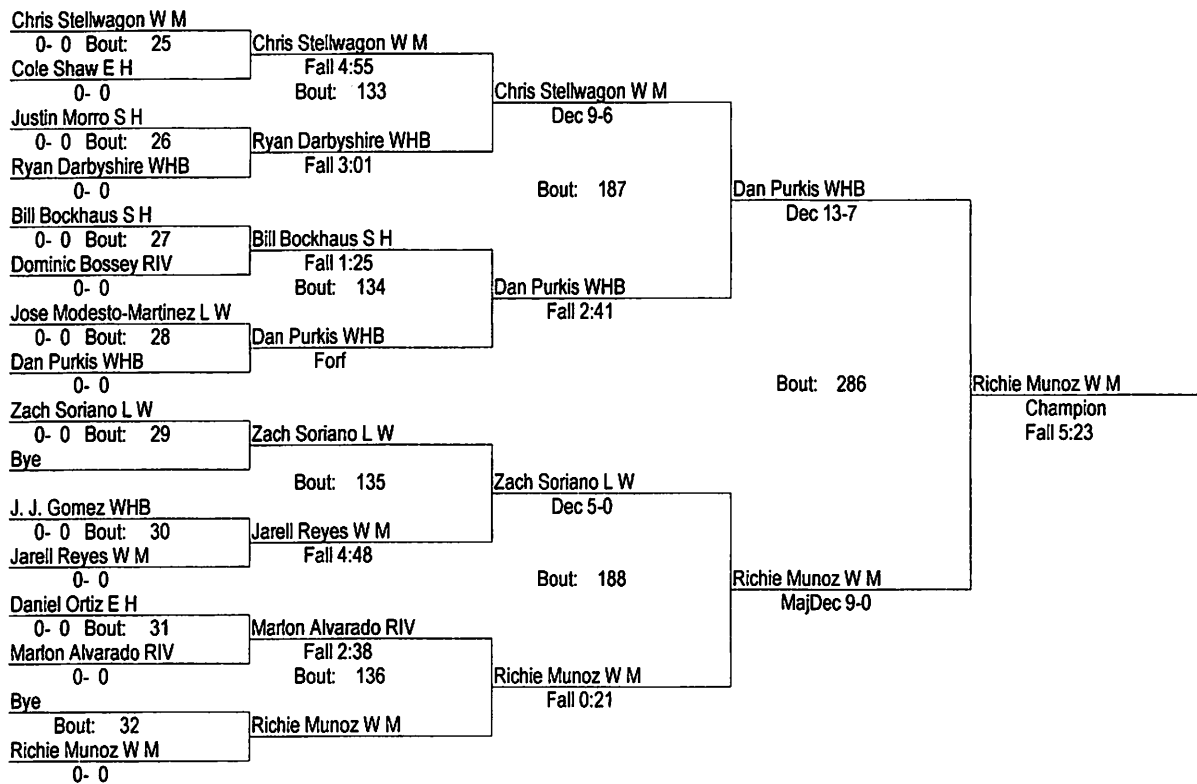 Chris Stellwagon W M
0- 0 Bout: 25
Cole Shaw E H
0- 0
Justin Morro S H
0- 0 Bout: 26
Ryan Darbyshire WHB
0- 0
Bill Bockhaus S H
0- 0 Bout: 27
Dominic Bossey RIV
0- 0
Jose Modesto-Martinez L W
0- 0 Bout: 28
Dan Purkis WHB
0- 0
Zach Soriano L W
0- 0 Bout: 29
Bye
J. J. Gomez WHB
0- 0 Bout: 30
Jarell Reyes W M
0- 0
Daniel Ortiz E H
0- 0 Bout: 31
Marlon Alvarado RIV
0- 0
Bye
Bout: 32
Richie Munoz W M
0- 0
Chris Stellwagon W M
Fall 4:55
Bout: 133
Ryan Darbyshire WHB
Fall 3:01
Bill Bockhaus S H
Fall 1:25
Bout: 134
Dan Purkis WHB
Forf
Zach Soriano L W
Bout: 135
Jarell Reyes W M
Fall 4:48
Marlon Alvarado RIV
Fall 2:38
Bout: 136
Richie Munoz W M
Chris Stellwagon W M
Dec 9-6
Bout: 187
Dan Purkis WHB
Fall 2:41
Zach Soriano L W
Dec 5-0
Bout: 188
Richie Munoz W M
Fall 0:21
Dan Purkis WHB
Dec 13-7
Bout: 286
Richie Munoz W M
MajDec 9-0
Richie Munoz W M
Champion
Fall 5:23